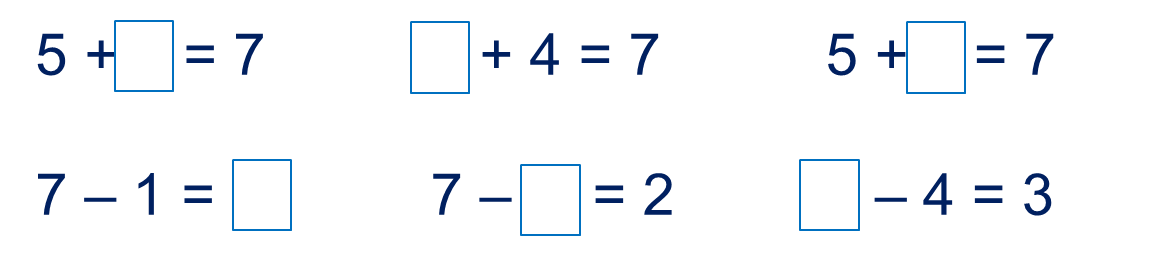 5 + □ = 7 □ + 4 = 7 5 + □ = 7
7 – 1 = □ 7 – □ = 2 □ – 4 = 3